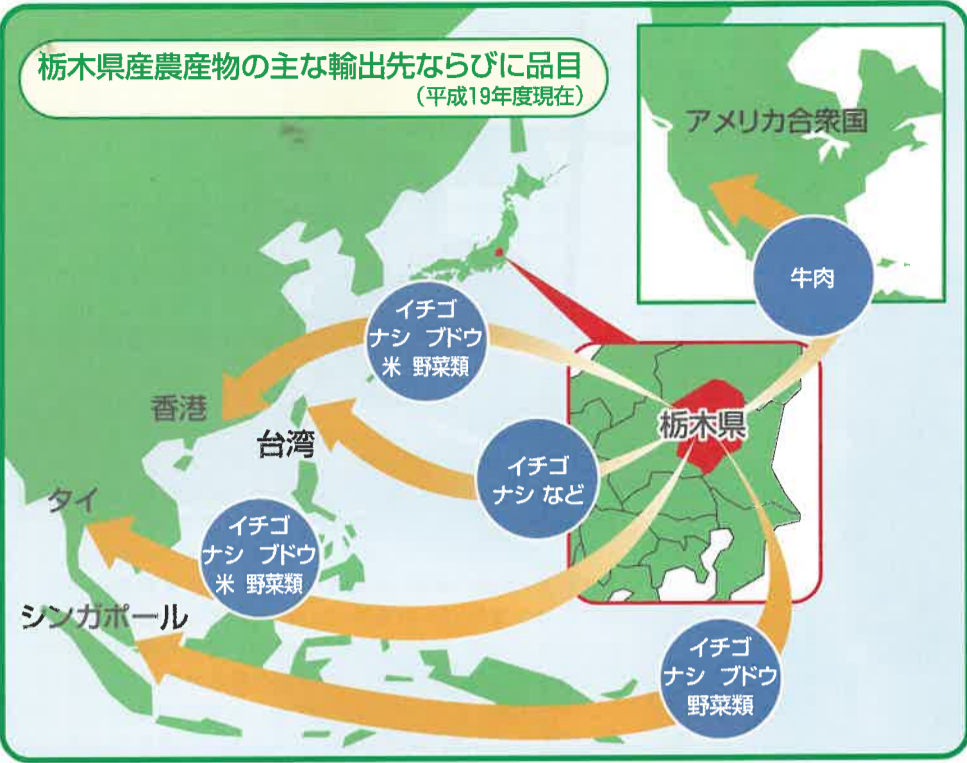 栃木県産農産物の主な輸出先ならびに品目
(平成19年度現在)
アメリカ合衆国
牛肉
イチゴ
ナシ ブドウ
米 野菜類
香港
台湾
栃木県
イチゴ
ナシ など
タイ
イチゴ
ナシ ブドウ
米 野菜類
シンガポール
イチゴ
ナシ ブドウ
野菜類